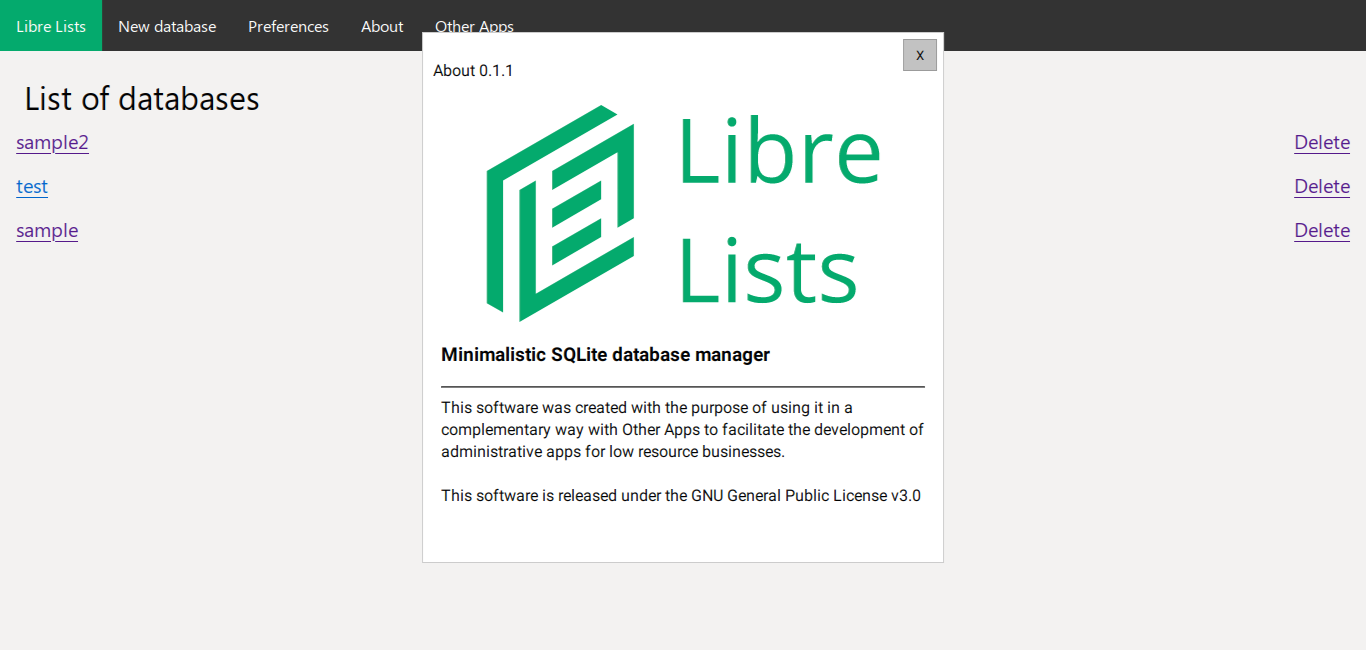 Libre Lists New database Preferences About Other Apps
X
About 0.1.1
List of databases
sample2 Delete
test Delete
sample Delete
Libre
Lists
Minimalistic SQLite database manager
This software was created with the purpose of using it in a
complementary way with Other Apps to facilitate the development of
administrative apps for low resource businesses.
This software is released under the GNU General Public License v3.0